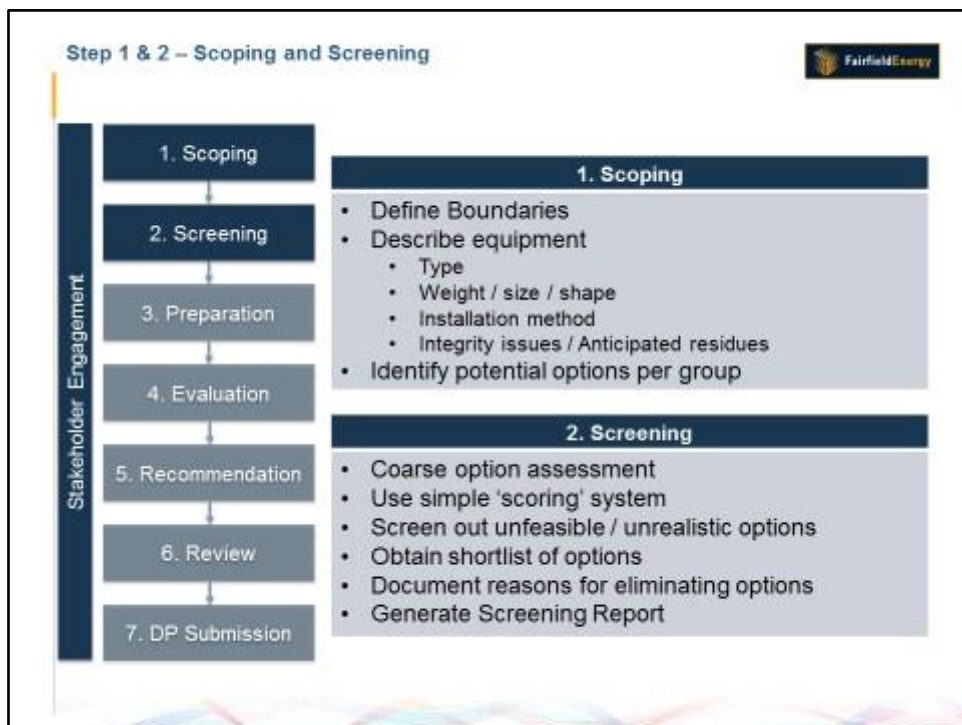 Step 1 & 2 – Scoping and Screening
FairfieldEnergy
Stakeholder Engagement
1. Scoping
2. Screening
3. Preparation
4. Evaluation
5. Recommendation
6. Review
7. DP Submission
1. Scoping
• Define Boundaries
• Describe equipment
• Type
• Weight / size / shape
• Installation method
• Integrity issues / Anticipated residues
• Identify potential options per group
2. Screening
• Coarse option assessment
• Use simple ‘scoring’ system
• Screen out unfeasible / unrealistic options
• Obtain shortlist of options
• Document reasons for eliminating options
• Generate Screening Report